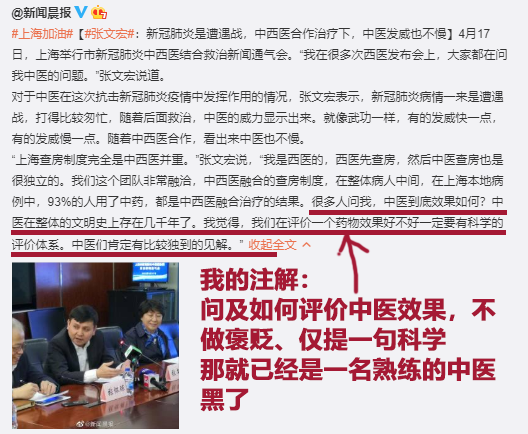 @新闻晨报
#上海加油#【#张文宏：新冠肺炎是遭遇战，中西医合作治疗下，中医发威也不慢】4月17
日，上海举行市新冠肺炎中西医结合救治新闻通气会。“我在很多次西医发布会上，大家都在问
我中医的问题。”张文宏说道。
对于中医在这次抗击新冠肺炎疫情中发挥作用的情况，张文宏表示，新冠肺炎病情一来是遭遇
战，打得比较匆忙，随着后面救治，中医的威力显示出来。就像武功一样，有的发威快一点，
有的发威慢一点。随着中西医合作，看出来中医也不慢。
“上海查房制度完全是中西医并重。”张文宏说，“我是西医的，西医先查房，然后中医查房也是
很独立的。我们这个团队非常融洽，中西医融合的查房制度，在整体病人中间，在上海本地病
例中，93%的人用了中药，都是中西医融合治疗的结果。很多人问我，中医到底效果如何？中
医在整体的文明史上存在几千年了。我觉得，我们在评价一个药物效果好不好一定要有科学的
评价体系。中医们肯定有比较独到的见解。” 收起全文
我的注解：
问及如何评价中医效果，不
做褒贬、仅提一句科学
那就已经是一名熟练的中医
黑了
@新闻晨报